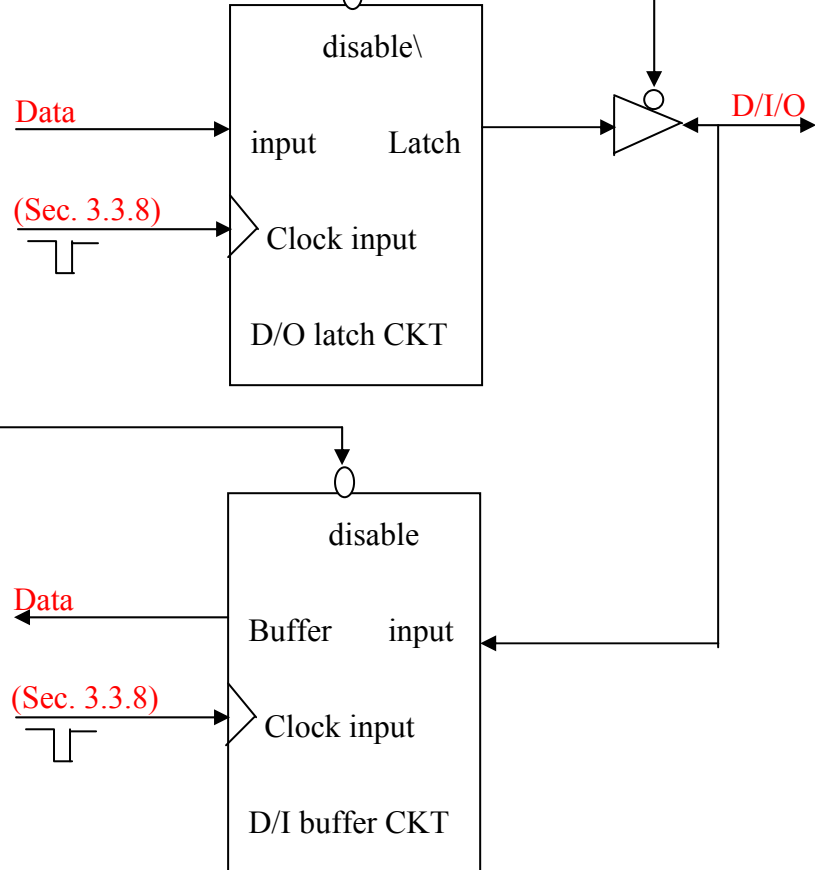 disable\
Data
D/I/O
input Latch
(Sec. 3.3.8)
Clock input
D/O latch CKT
disable
Data
Buffer input
(Sec. 3.3.8)
Clock input
D/I buffer CKT